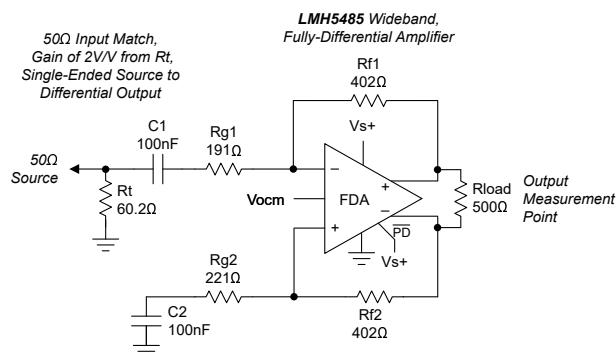 LMH5485 Wideband,
Fully-Differential Amplifier
50Ω Input Match,
Gain of 2V/V from Rt,
Single-Ended Source to
Differential Output
Rf1
402Ω
C1
100nF
Rg1
191Ω
Vs+
50Ω
Source
Rt
60.2Ω
Vocm
−
+
FDA
−
+
PD
Vs+
Rload
500Ω
Output
Measurement
Point
Rg2
221Ω
C2
100nF
Rf2
402Ω